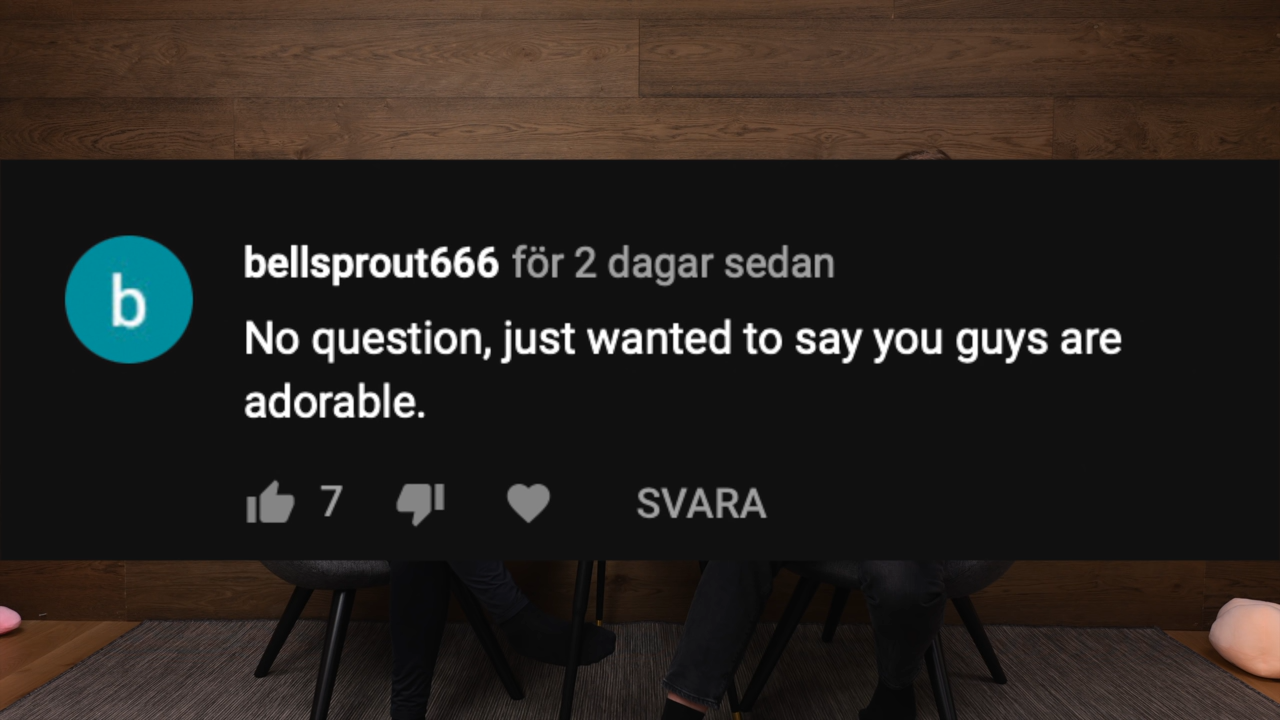 b
bellsprout666 för 2 dagar sedan
No question, just wanted to say you guys are
adorable.
7
SVARA